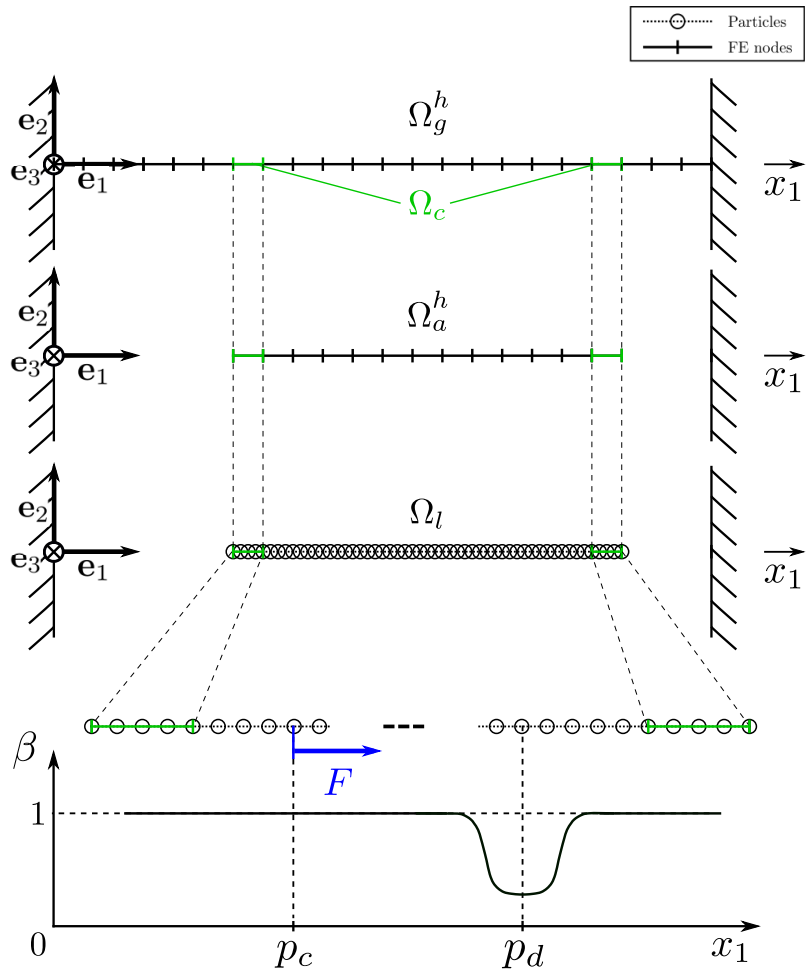 Particles
FE nodes
Ω_g^h
e₂
e₃
e₁
x₁
Ω_c
Ω_a^h
e₂
e₃
e₁
x₁
Ω_l
e₂
e₃
e₁
x₁
β
F
1
0
p_c
p_d
x₁